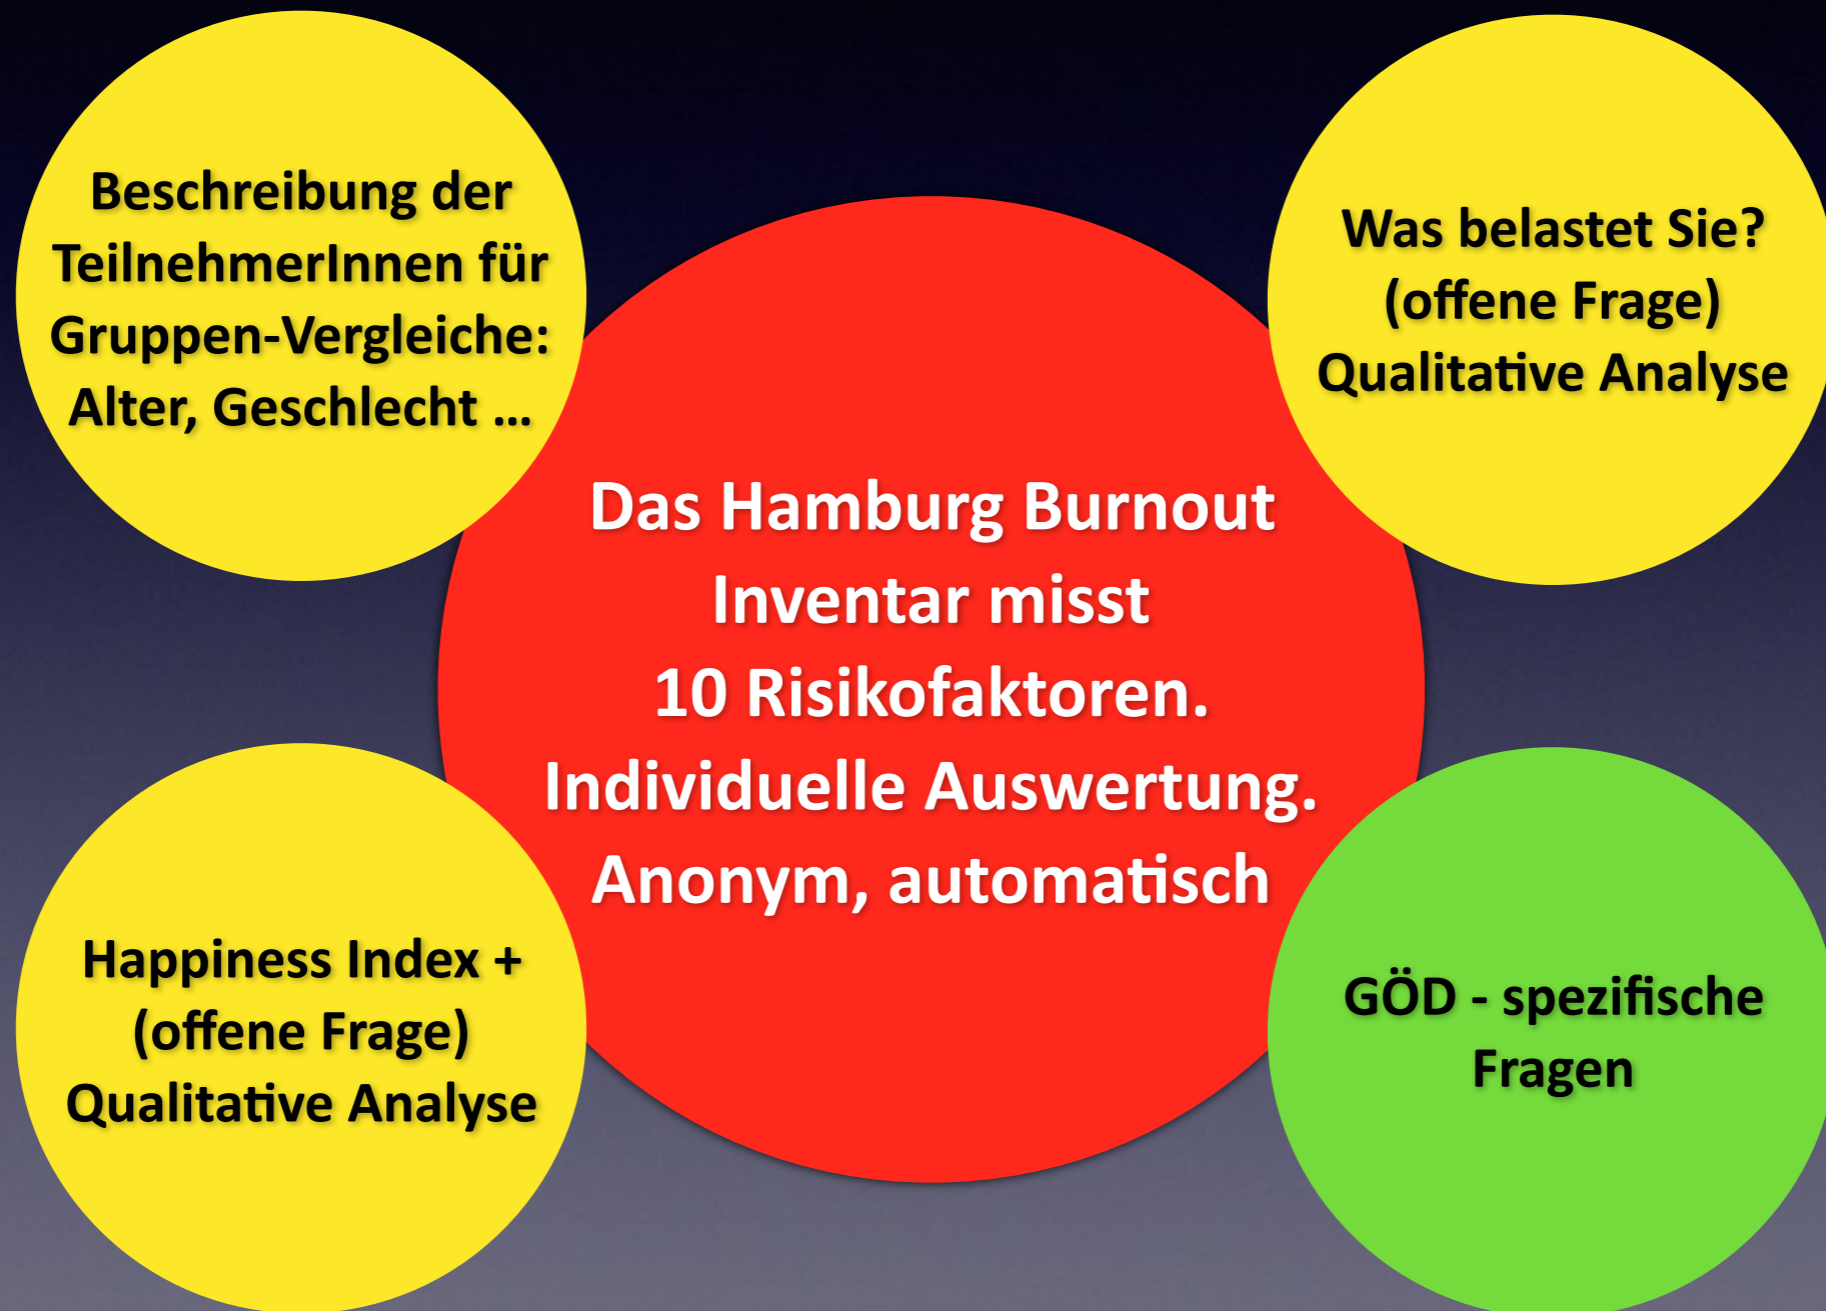 Beschreibung der
TeilnehmerInnen für
Gruppen-Vergleiche:
Alter, Geschlecht ...
Was belastet Sie?
(offene Frage)
Qualitative Analyse
Das Hamburg Burnout
Inventar misst
10 Risikofaktoren.
Individuelle Auswertung.
Anonym, automatisch
Happiness Index +
(offene Frage)
Qualitative Analyse
GÖD - spezifische
Fragen